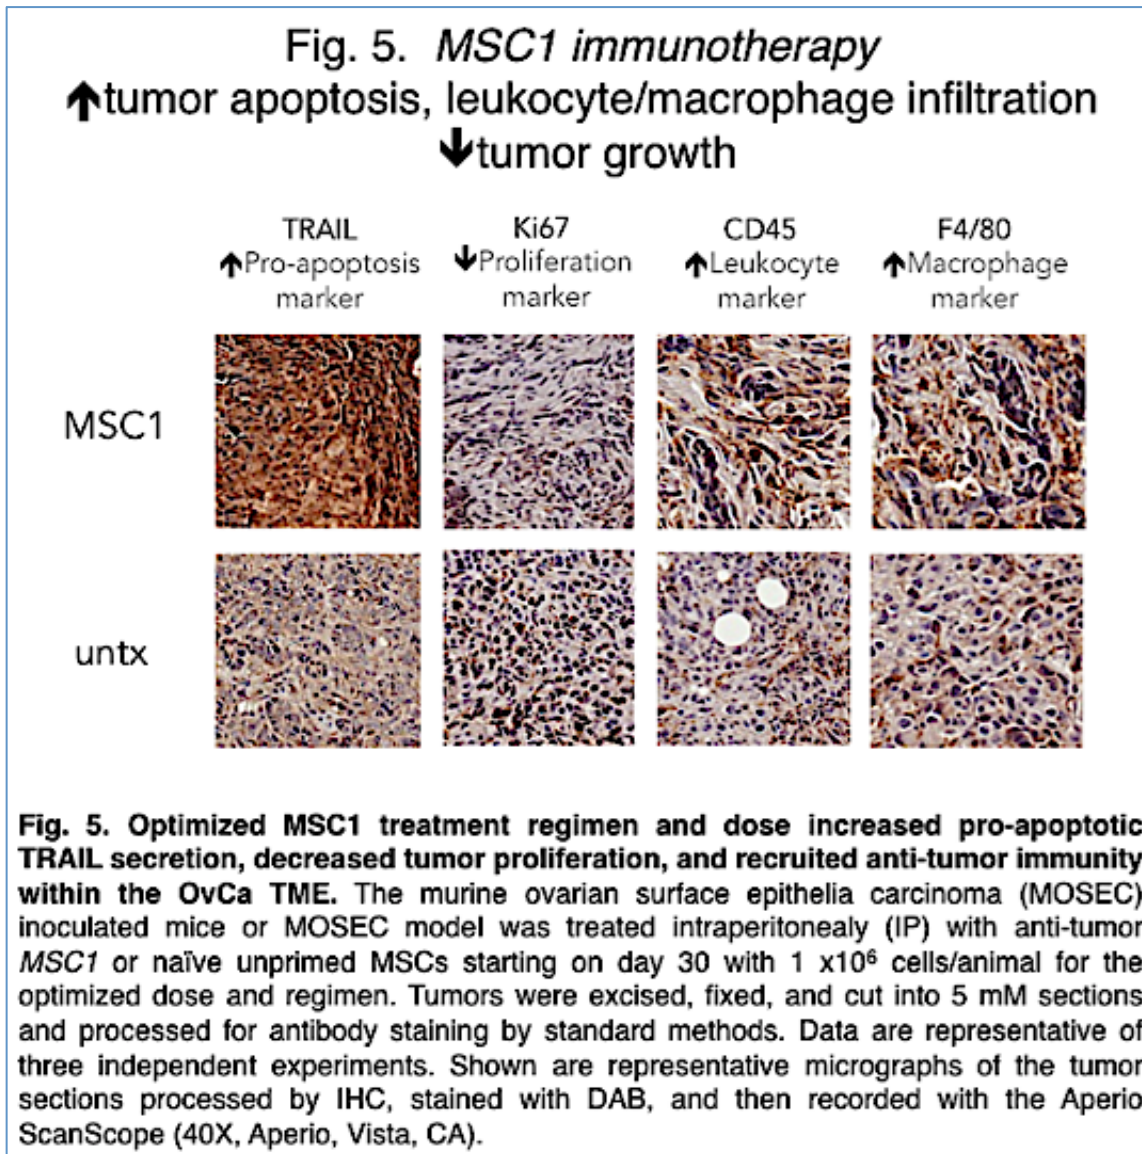 Fig. 5. MSC1 immunotherapy
↑tumor apoptosis, leukocyte/macrophage infiltration
↓tumor growth
TRAIL
↑Pro-apoptosis
marker
Ki67
↓Proliferation
marker
CD45
↑Leukocyte
marker
F4/80
↑Macrophage
marker
MSC1
untx
Fig. 5. Optimized MSC1 treatment regimen and dose increased pro-apoptotic
TRAIL secretion, decreased tumor proliferation, and recruited anti-tumor immunity
within the OvCa TME. The murine ovarian surface epithelia carcinoma (MOSEC)
inoculated mice or MOSEC model was treated intraperitonealy (IP) with anti-tumor
MSC1 or naïve unprimed MSCs starting on day 30 with 1 x10⁶ cells/animal for the
optimized dose and regimen. Tumors were excised, fixed, and cut into 5 mM sections
and processed for antibody staining by standard methods. Data are representative of
three independent experiments. Shown are representative micrographs of the tumor
sections processed by IHC, stained with DAB, and then recorded with the Aperio
ScanScope (40X, Aperio, Vista, CA).